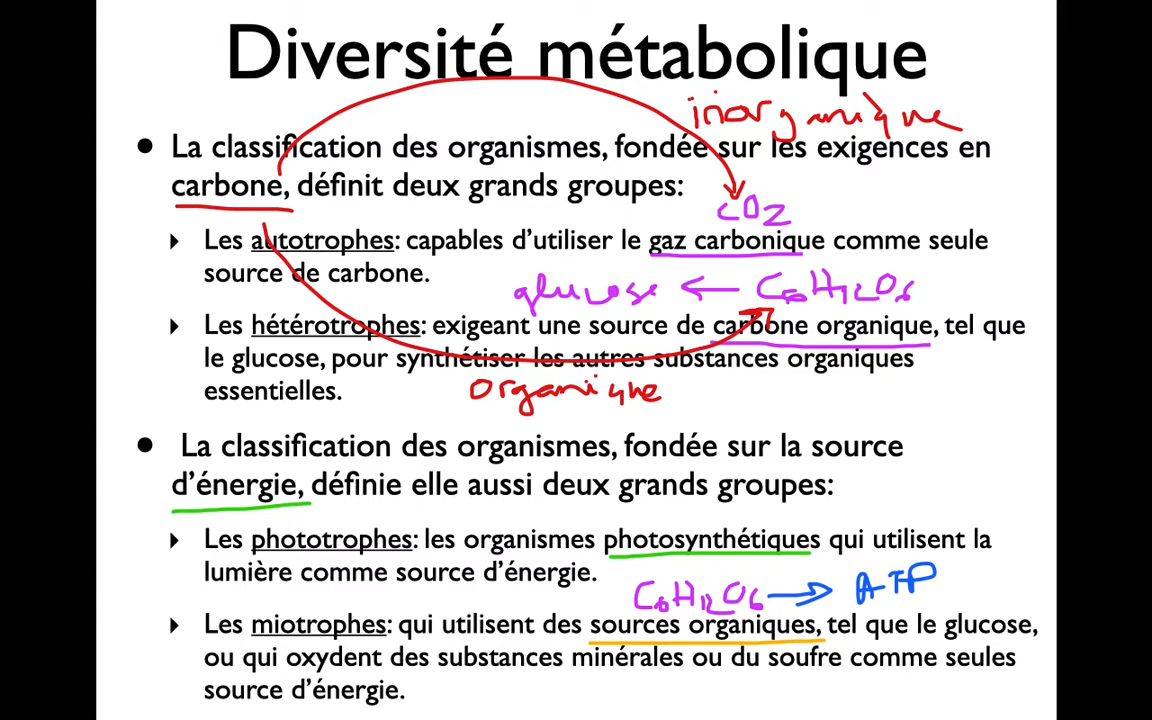 Diversité métabolique
inorganique
• La classification des organismes, fondée sur les exigences en
carbone, définit deux grands groupes:
CO2
‣ Les autotrophes: capables d’utiliser le gaz carbonique comme seule
source de carbone.
glucose ← C6H12O6
‣ Les hétérotrophes: exigeant une source de carbone organique, tel que
le glucose, pour synthétiser les autres substances organiques
essentielles.
organique
• La classification des organismes, fondée sur la source
d’énergie, définie elle aussi deux grands groupes:
‣ Les phototrophes: les organismes photosynthétiques qui utilisent la
lumière comme source d’énergie.
C6H12O6 → ATP
‣ Les miotrophes: qui utilisent des sources organiques, tel que le glucose,
ou qui oxydent des substances minérales ou du soufre comme seules
source d’énergie.